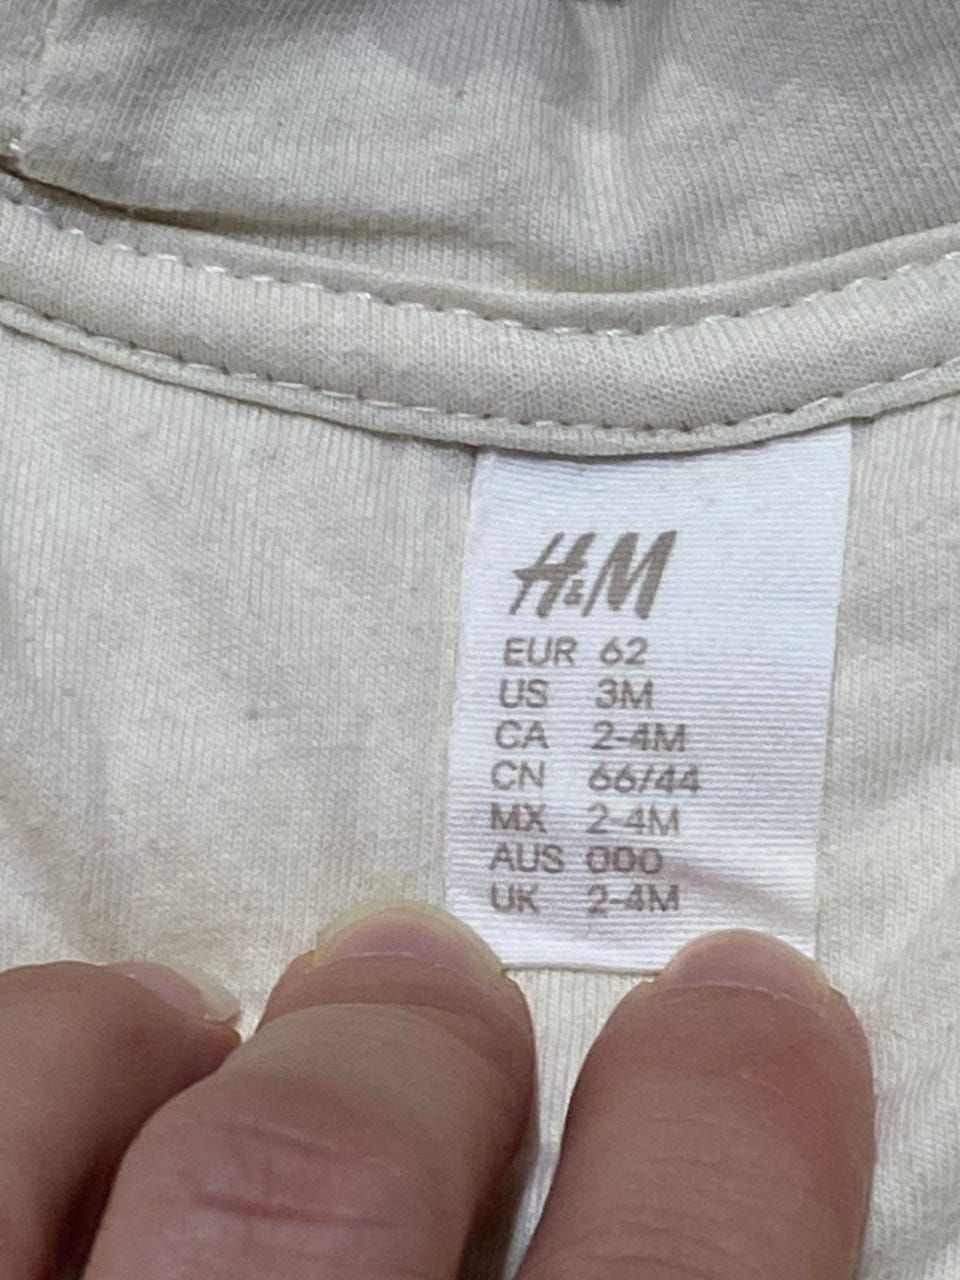 H&M
EUR 62
US 3M
CA 2-4M
CN 66/44
MX 2-4M
AUS 000
UK 2-4M